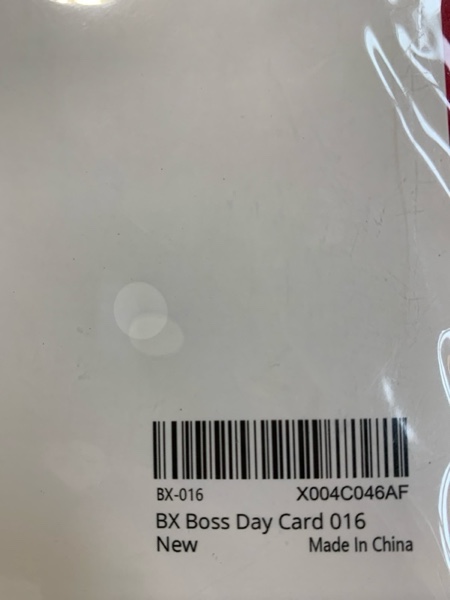 BX-016 X004C046AF
BX Boss Day Card 016
New Made In China